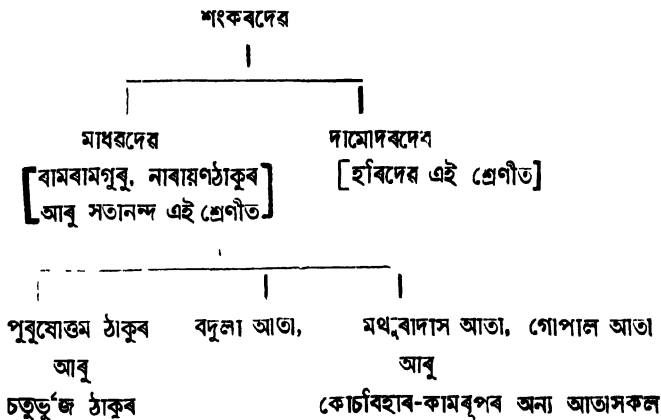 শংকৰদেৱ
মাধৱদেৱ দামোদৰদেব
[ৰামৰামগুৰু, নাৰায়ণঠাকুৰ [হৰিদেৱ এই শ্ৰেণীত]
আৰু সতানন্দ এই শ্ৰেণীত]
পুৰুষোত্তম ঠাকুৰ বদুলা আতা, মথুৰাদাস আতা, গোপাল আতা
আৰু আৰু
চতুৰ্ভুজ ঠাকুৰ কোচবিহাৰ-কামৰূপৰ অন্য আতাসকল